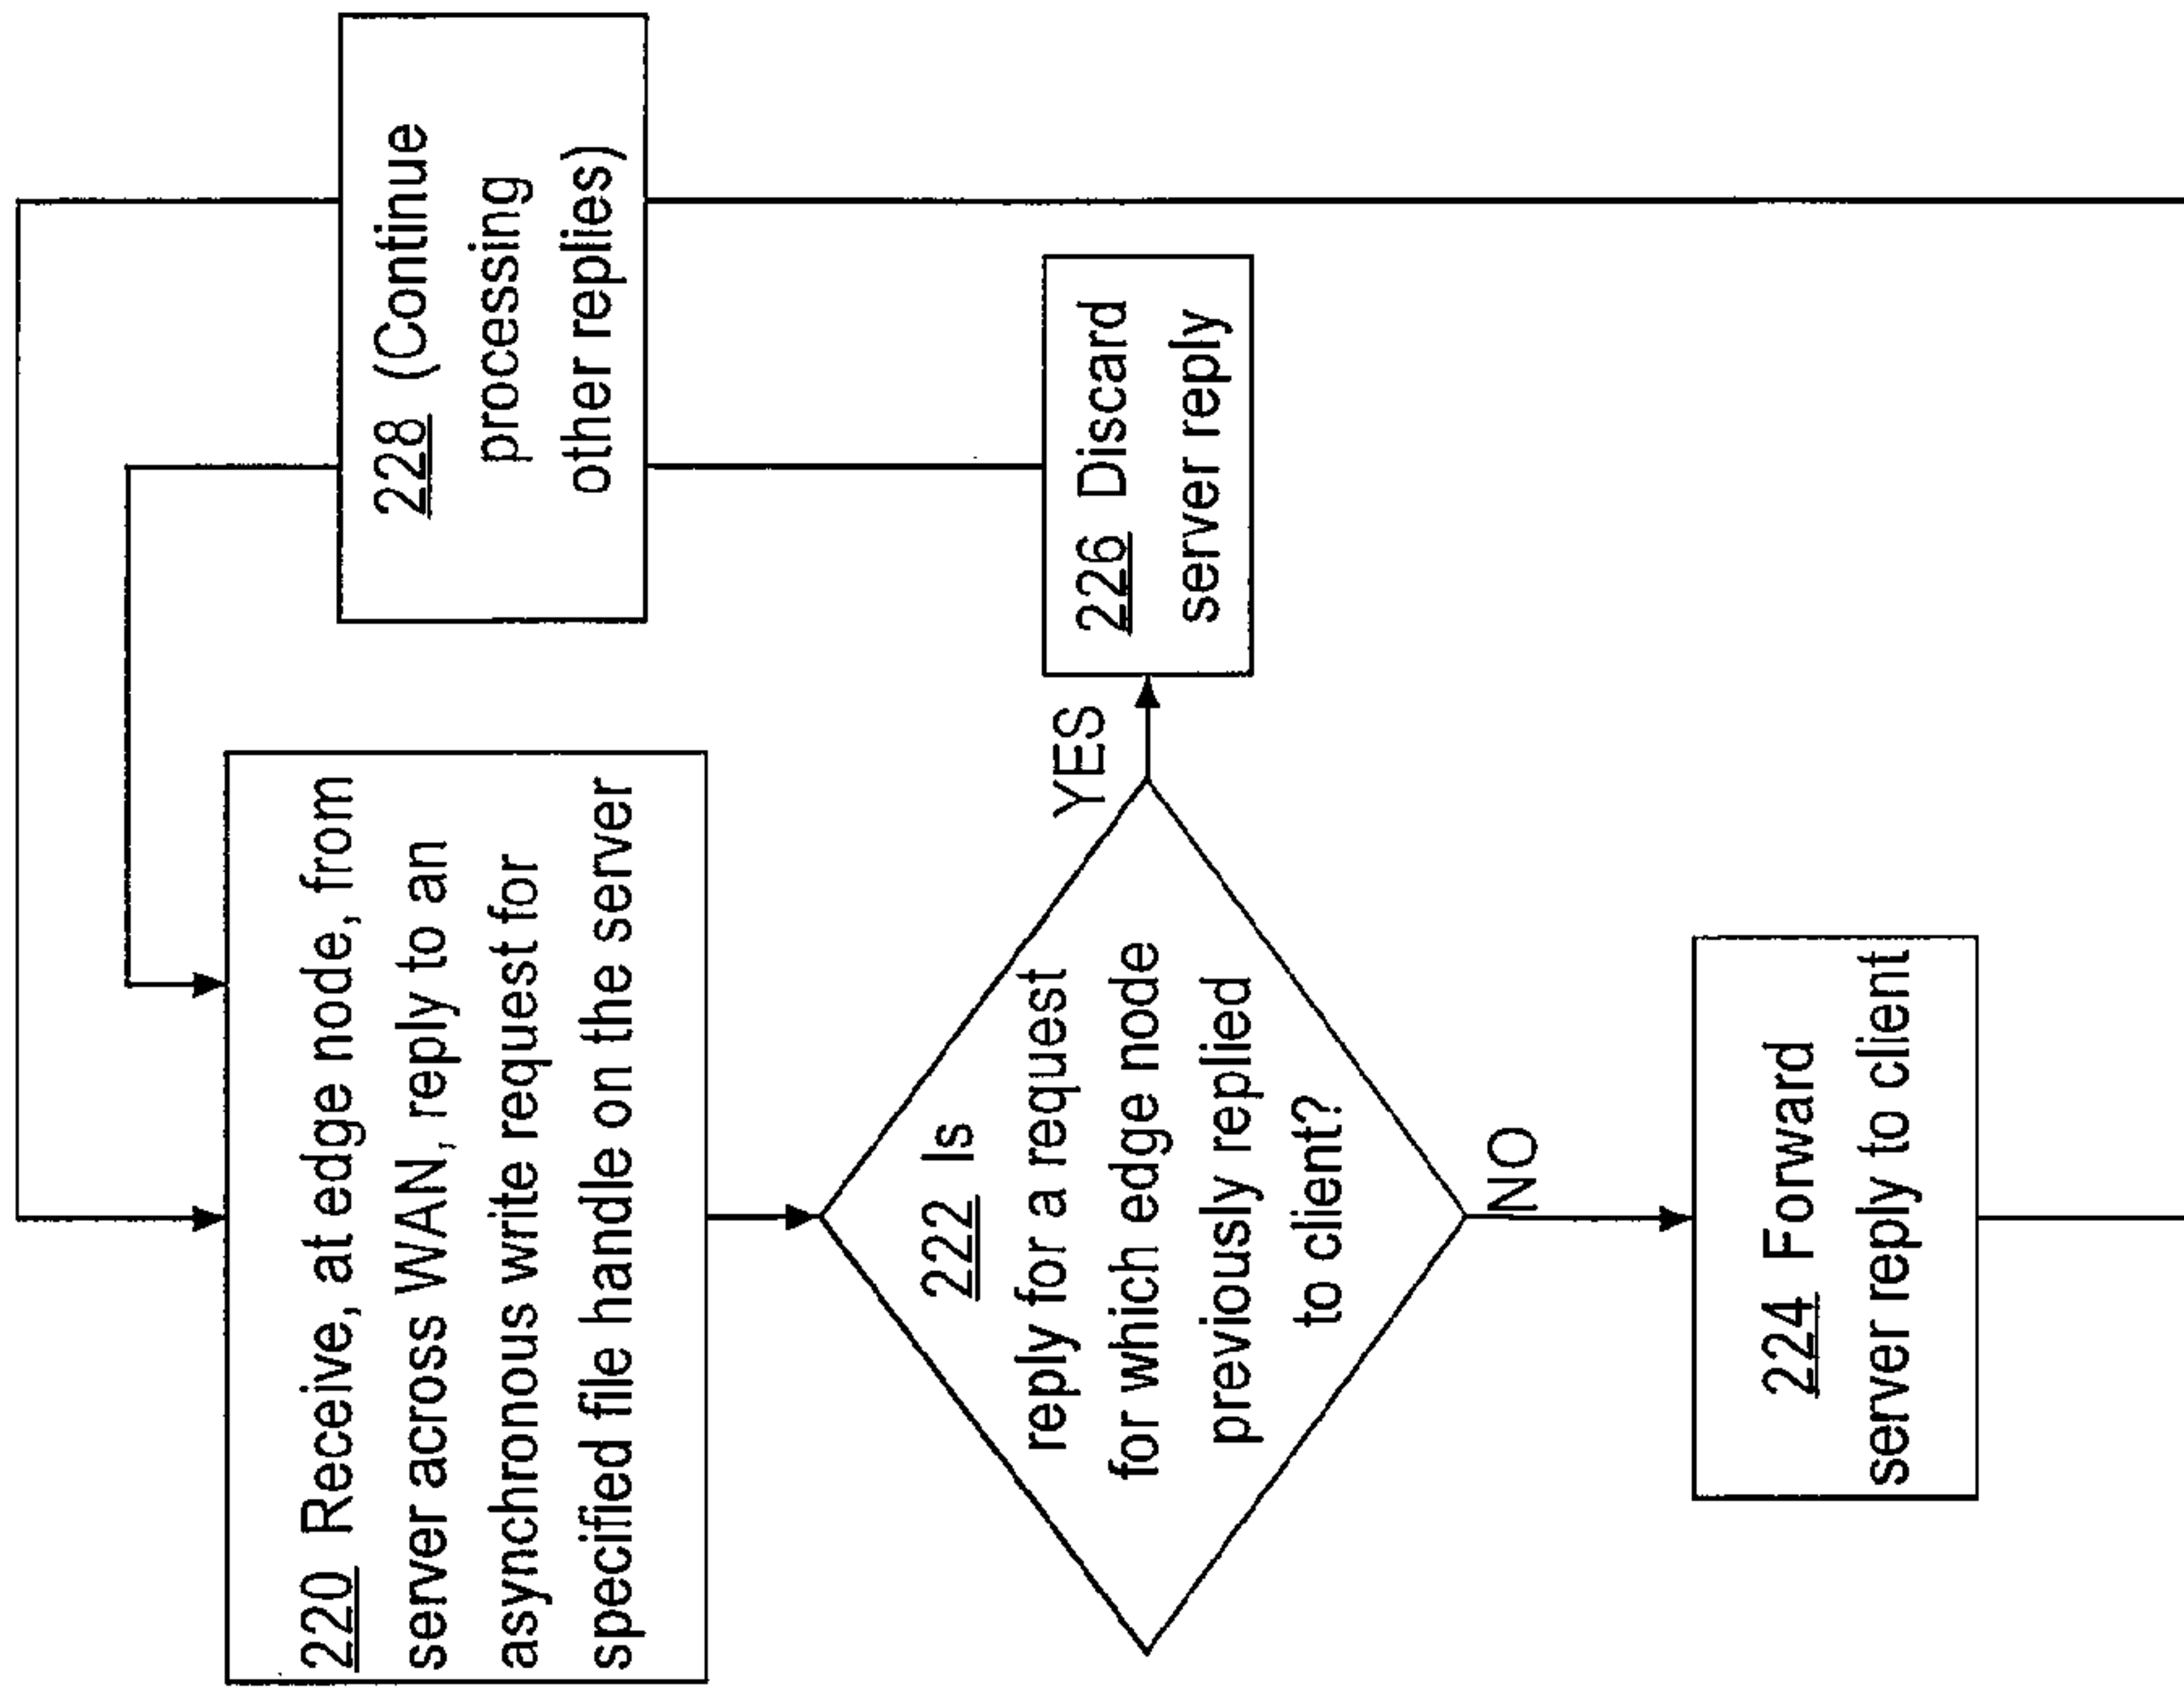 220 Receive, at edge node, from
server across WAN, reply to an
asynchronous write request for
specified file handle on the server
228 (Continue
processing
other replies)
222 Is
reply for a request
for which edge node
previously replied
to client?
YES
226 Discard
server reply
NO
224 Forward
server reply to client